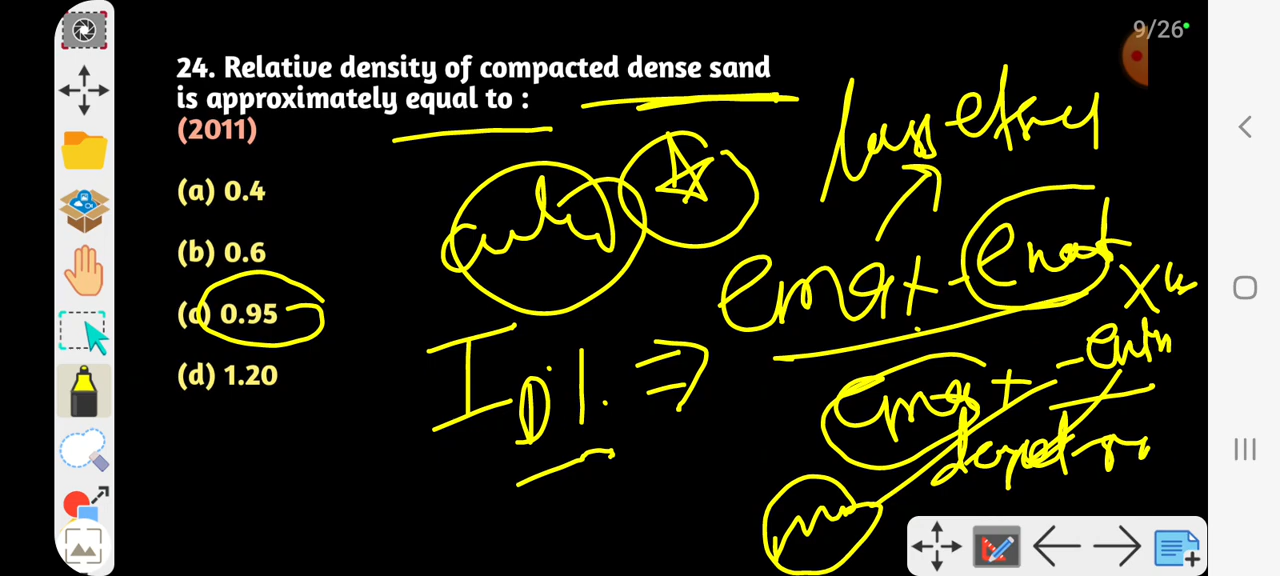 9/26
24. Relative density of compacted dense sand
is approximately equal to :
(2011)
(a) 0.4
(b) 0.6
(c) 0.95
(d) 1.20
emax - enat
emax - emin
ID% ⇒